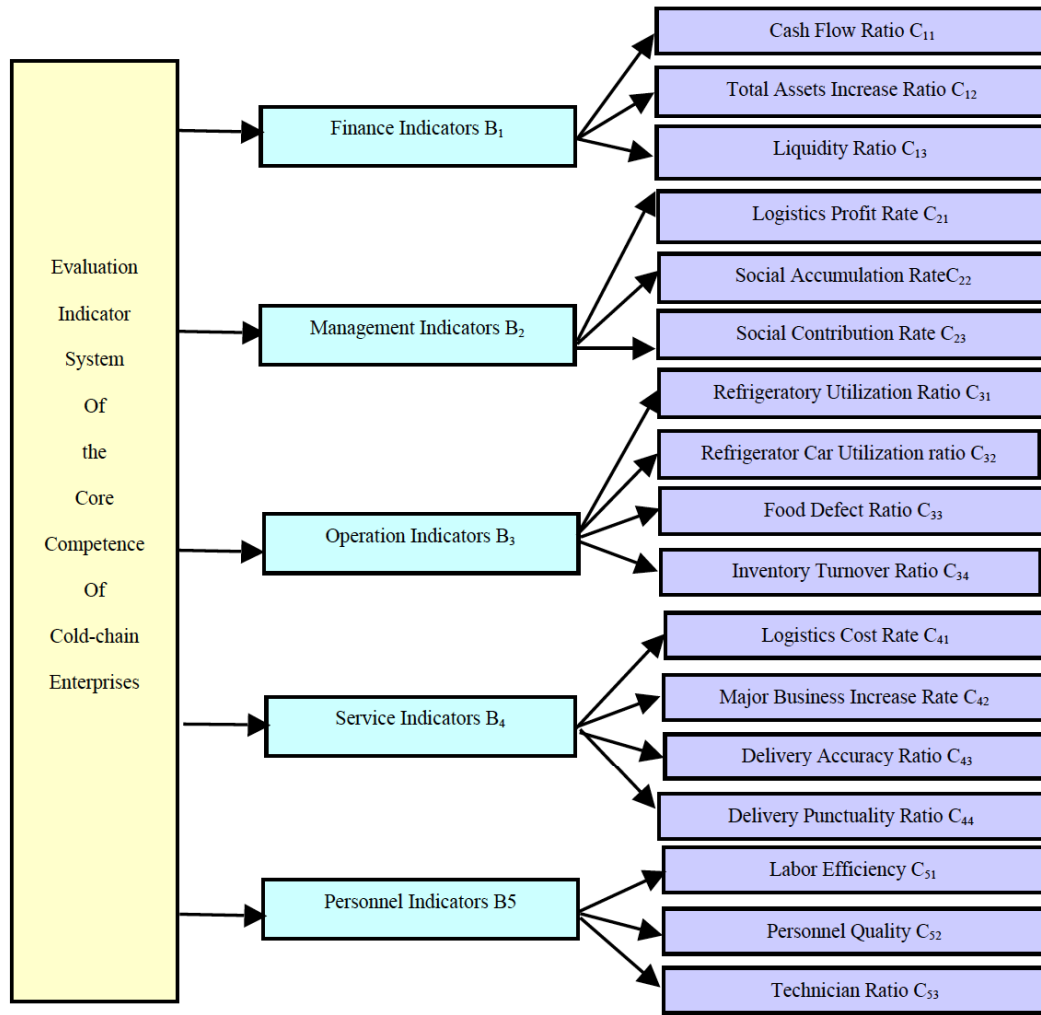 Evaluation
Indicator
System
Of
the
Core
Competence
Of
Cold-chain
Enterprises
Finance Indicators B₁
Cash Flow Ratio C₁₁
Total Assets Increase Ratio C₁₂
Liquidity Ratio C₁₃
Management Indicators B₂
Logistics Profit Rate C₂₁
Social Accumulation RateC₂₂
Social Contribution Rate C₂₃
Operation Indicators B₃
Refrigeratory Utilization Ratio C₃₁
Refrigerator Car Utilization ratio C₃₂
Food Defect Ratio C₃₃
Inventory Turnover Ratio C₃₄
Service Indicators B₄
Logistics Cost Rate C₄₁
Major Business Increase Rate C₄₂
Delivery Accuracy Ratio C₄₃
Delivery Punctuality Ratio C₄₄
Personnel Indicators B5
Labor Efficiency C₅₁
Personnel Quality C₅₂
Technician Ratio C₅₃